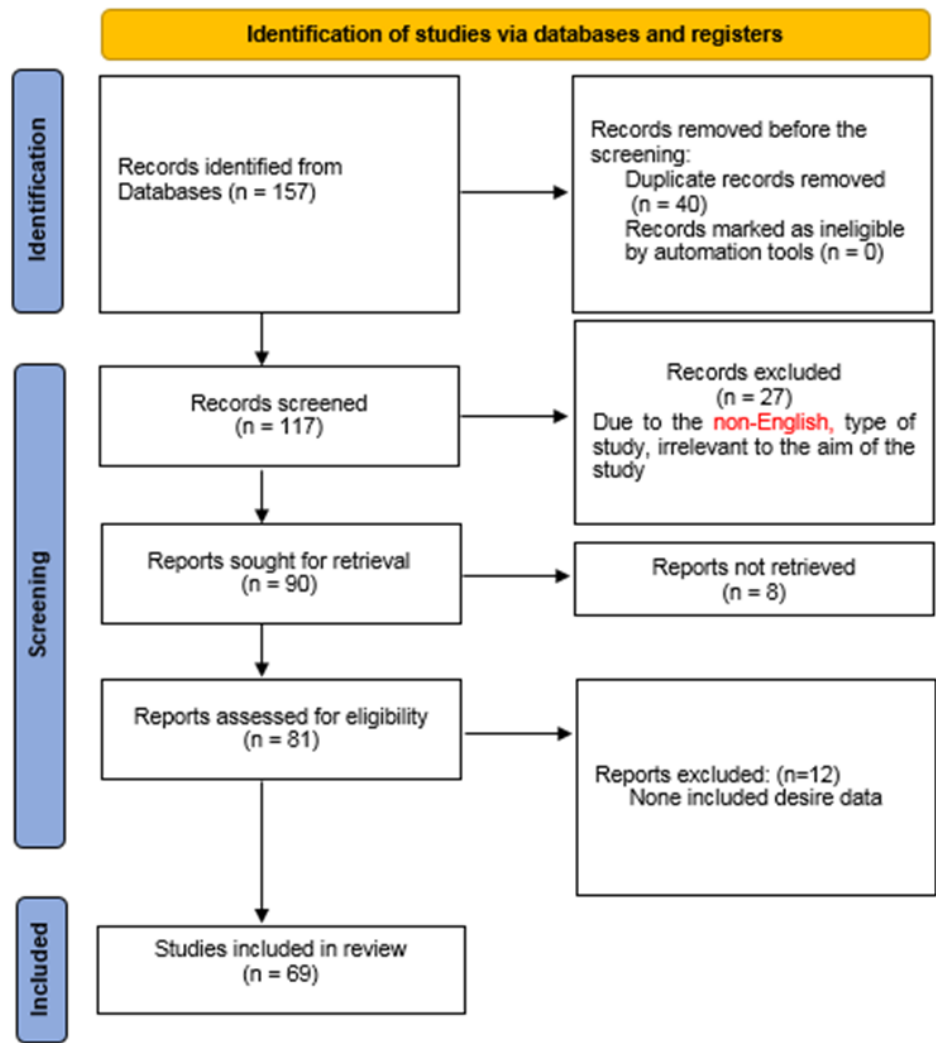 Identification of studies via databases and registers
Identification
Records identified from
Databases (n = 157)
Records removed before the
screening:
Duplicate records removed
(n = 40)
Records marked as ineligible
by automation tools (n = 0)
Screening
Records screened
(n = 117)
Records excluded
(n = 27)
Due to the non-English, type of
study, irrelevant to the aim of the
study
Reports sought for retrieval
(n = 90)
Reports not retrieved
(n = 8)
Reports assessed for eligibility
(n = 81)
Reports excluded: (n=12)
None included desire data
Included
Studies included in review
(n = 69)